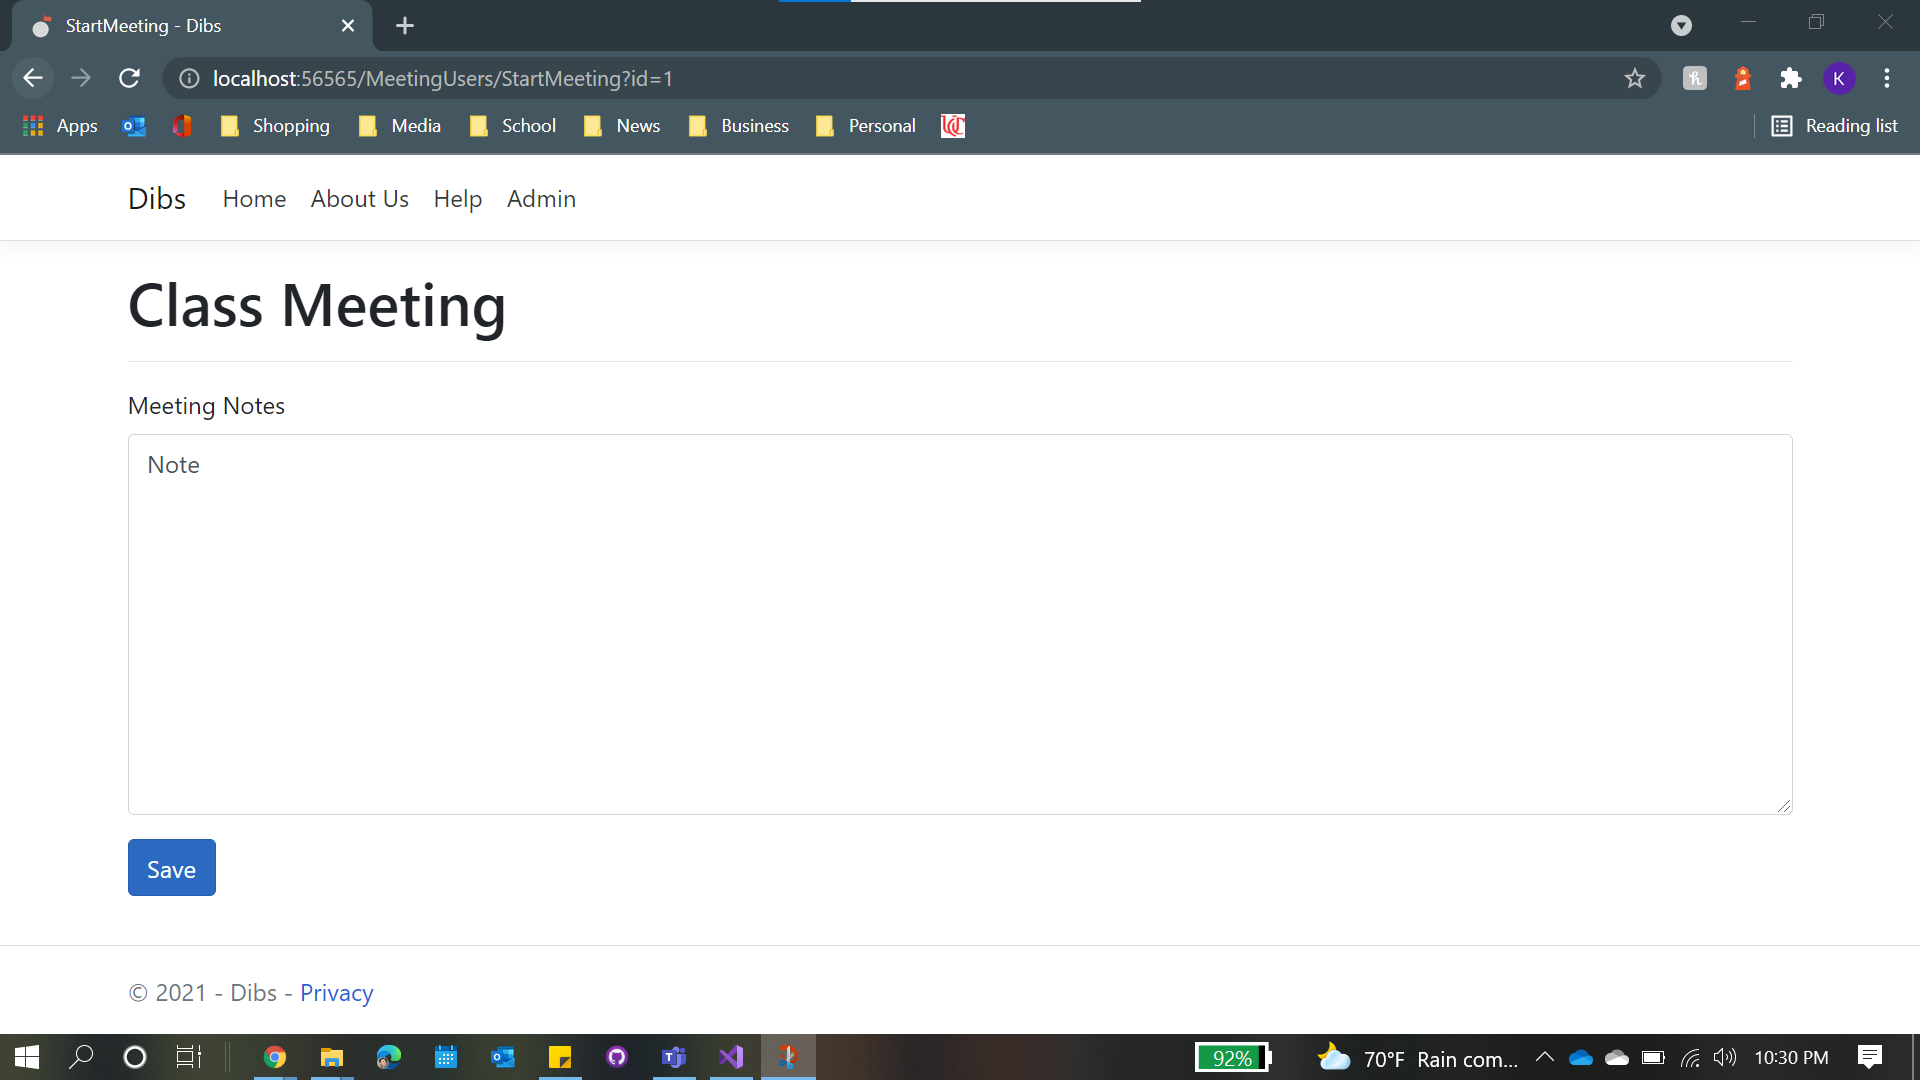 StartMeeting - Dibs
localhost:56565/MeetingUsers/StartMeeting?id=1
K
Apps Shopping Media School News Business Personal Reading list
Dibs Home About Us Help Admin
Class Meeting
Meeting Notes
Note
Save
© 2021 - Dibs - Privacy
92% 70°F Rain com... 10:30 PM